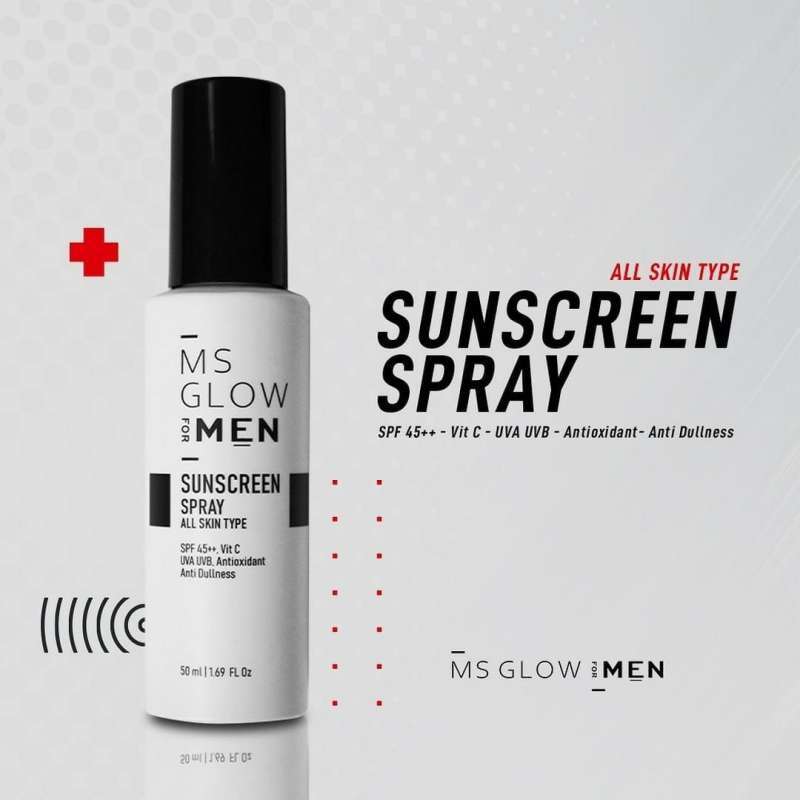 MS
GLOW
FOR MEN
SUNSCREEN
SPRAY
ALL SKIN TYPE
SPF 45++, Vit C
UVA UVB, Antioxidant
Anti Dullness
50 ml | 1.69 FL Oz
ALL SKIN TYPE
SUNSCREEN
SPRAY
SPF 45++ - Vit C - UVA UVB - Antioxidant- Anti Dullness
MS GLOW FOR MEN